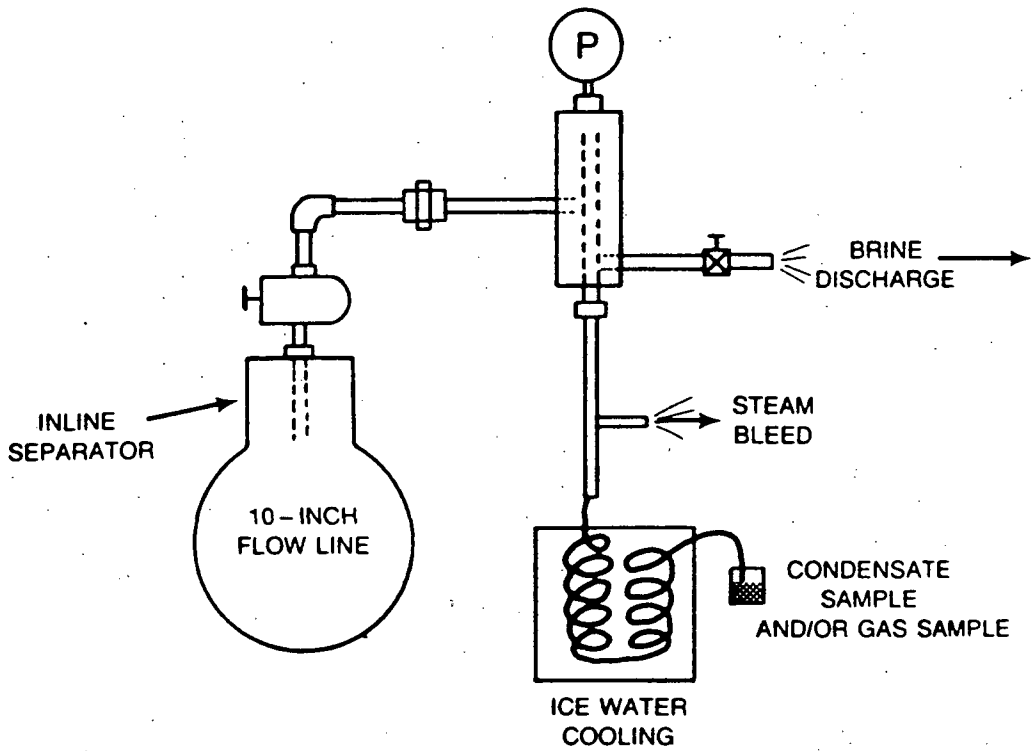 P
BRINE
DISCHARGE
INLINE
SEPARATOR
STEAM
BLEED
10-INCH
FLOW LINE
CONDENSATE
SAMPLE
AND/OR GAS SAMPLE
ICE WATER
COOLING